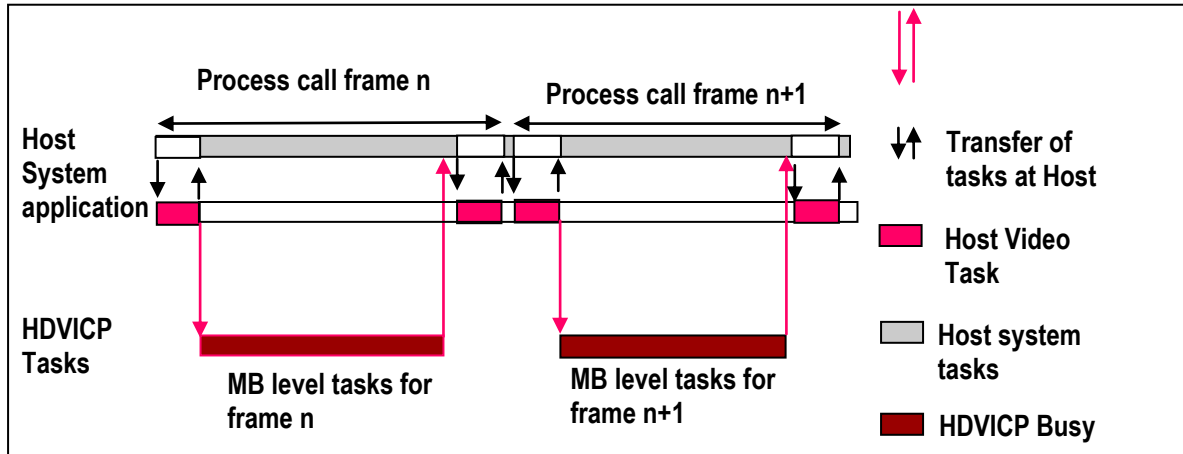 Process call frame n
Process call frame n+1
Host
System
application
Transfer of
tasks at Host
Host Video
Task
HDVICP
Tasks
Host system
tasks
MB level tasks for
frame n
MB level tasks for
frame n+1
HDVICP Busy